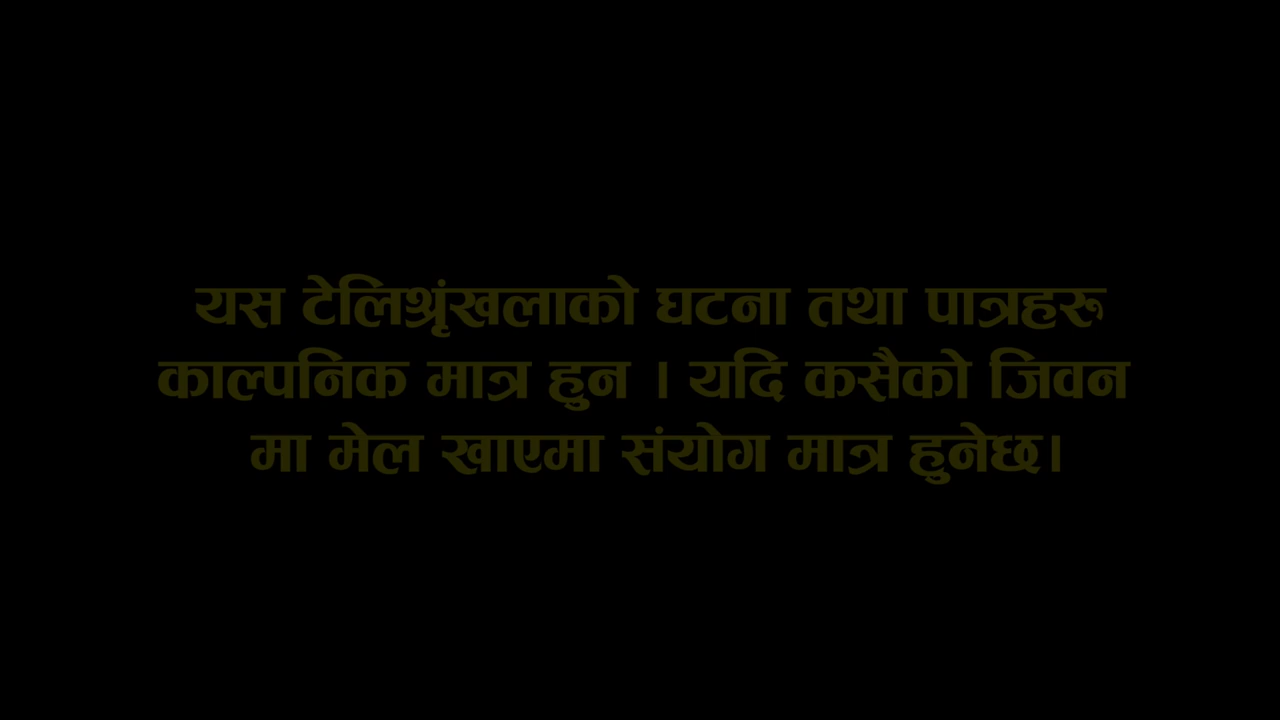 यस टेलिश्रृंखलाको घटना तथा पात्रहरु
काल्पनिक मात्र हुन । यदि कसैको जिवन
मा मेल खाएमा संयोग मात्र हुनेछ।